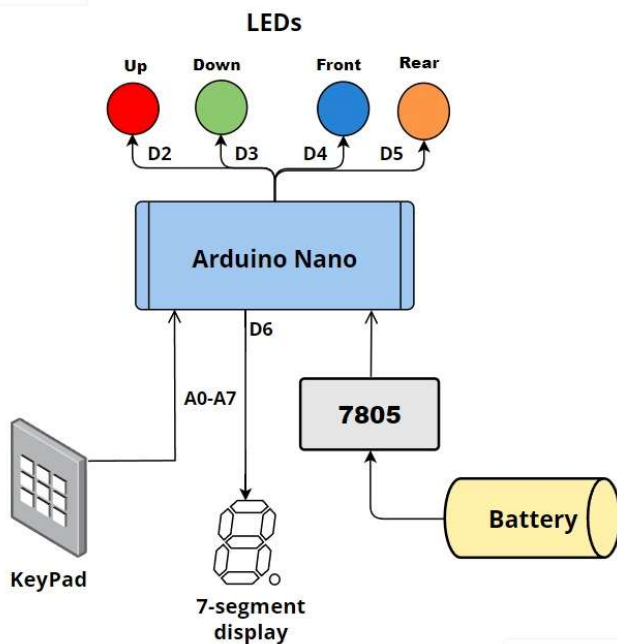 LEDs
Up
Down
Front
Rear
D2
D3
D4
D5
Arduino Nano
D6
A0-A7
7805
Battery
KeyPad
7-segment
display